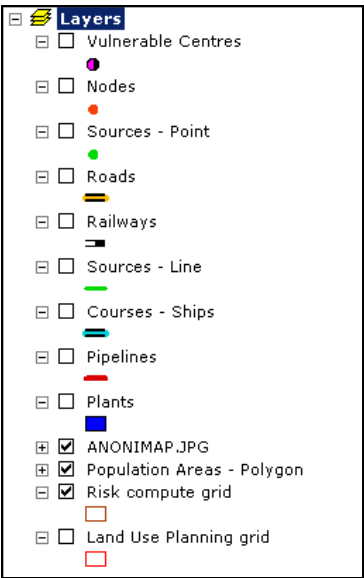 Layers
Vulnerable Centres
Nodes
Sources - Point
Roads
Railways
Sources - Line
Courses - Ships
Pipelines
Plants
ANONIMAP.JPG
Population Areas - Polygon
Risk compute grid
Land Use Planning grid